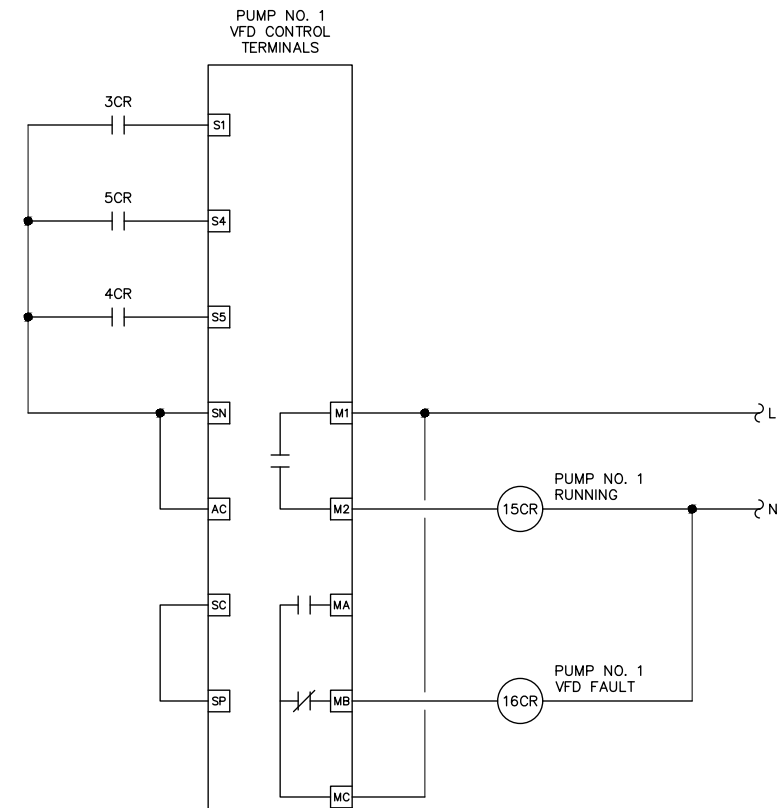 PUMP NO. 1
VFD CONTROL
TERMINALS
3CR
S1
5CR
S4
4CR
S5
SN
M1
L
AC
M2
15CR
PUMP NO. 1
RUNNING
N
SC
MA
SP
MB
16CR
PUMP NO. 1
VFD FAULT
MC